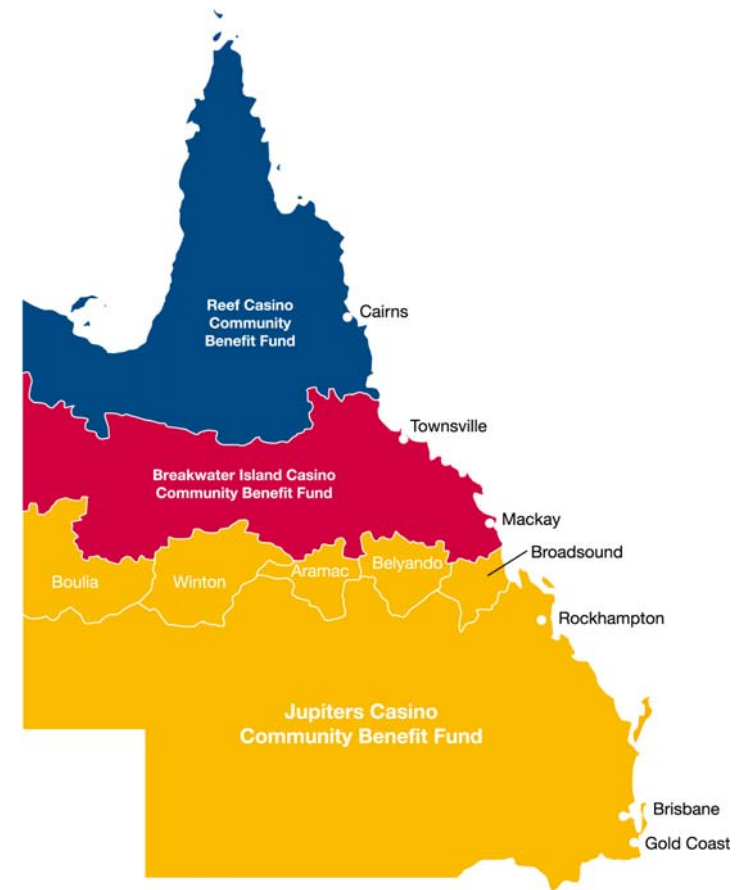 Reef Casino
Community
Benefit Fund
Cairns
Townsville
Breakwater Island Casino
Community Benefit Fund
Mackay
Broadsound
Boulia
Winton
Aramac
Belyando
Rockhampton
Jupiters Casino
Community Benefit Fund
Brisbane
Gold Coast